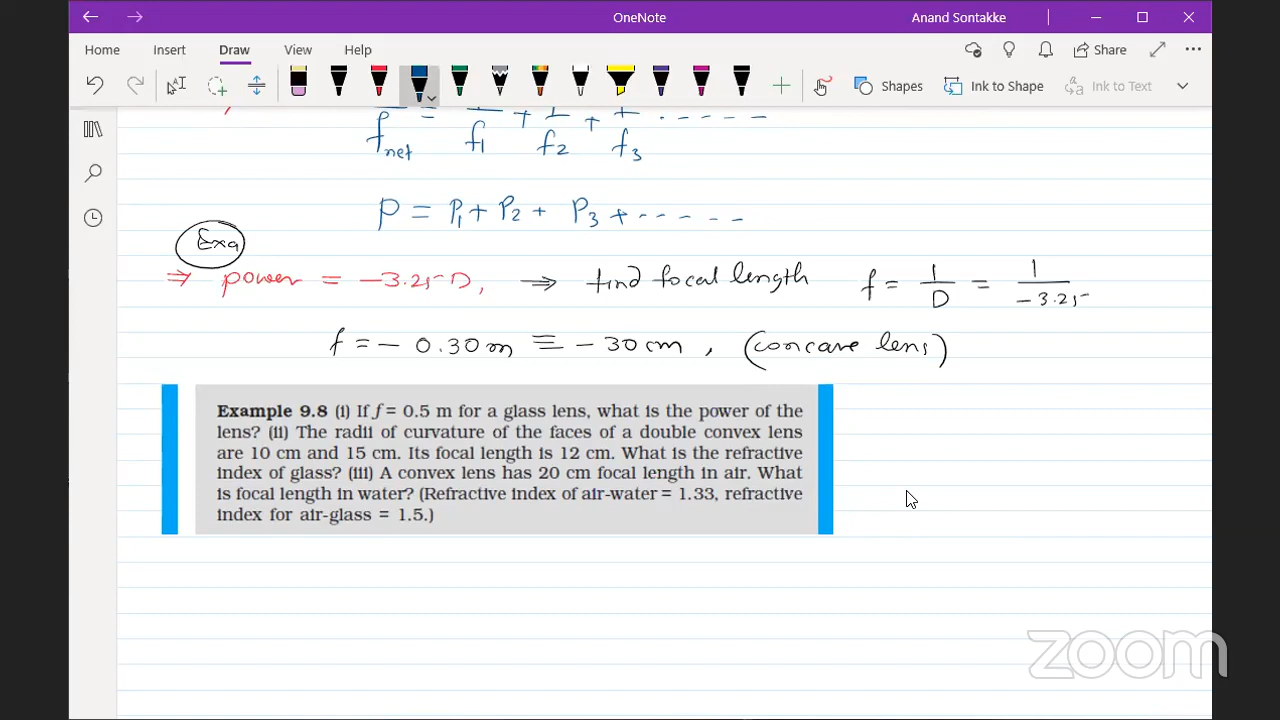 OneNote
Anand Sontakke
Home Insert Draw View Help
Share
Shapes
Ink to Shape
Ink to Text
f_net = 1/f1 + 1/f2 + 1/f3 - - - - -
P = P1 + P2 + P3 + - - - - -
Exa
⇒ power = -3.25 D, ⇒ find focal length f = 1/D = 1/-3.25
f = - 0.30 m ≡ - 30 cm, (concave lens)
Example 9.8 (i) If f = 0.5 m for a glass lens, what is the power of the
lens? (ii) The radii of curvature of the faces of a double convex lens
are 10 cm and 15 cm. Its focal length is 12 cm. What is the refractive
index of glass? (iii) A convex lens has 20 cm focal length in air. What
is focal length in water? (Refractive index of air-water = 1.33, refractive
index for air-glass = 1.5.)
zoom